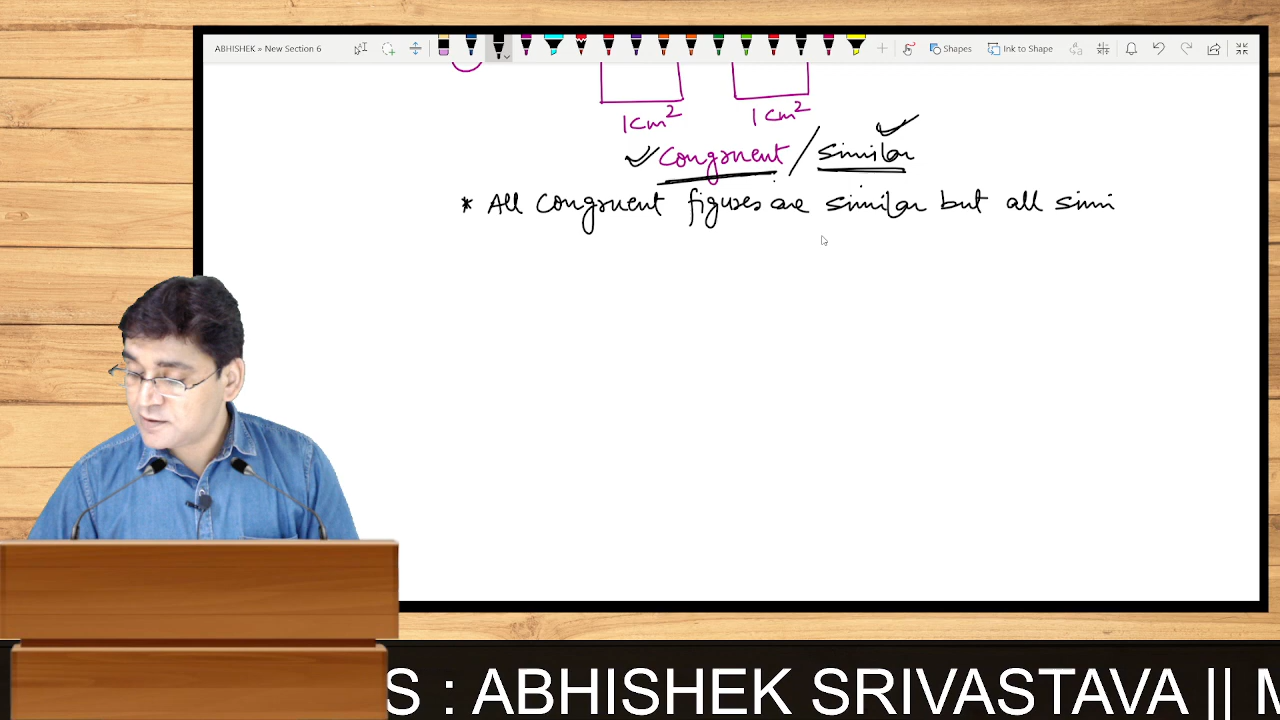 ABHISHEK » New Section 6
Shapes
Ink to Shape
1cm²
1cm²
Congruent / Similar
* All Congruent figures are similar but all simi
S : ABHISHEK SRIVASTAVA || M